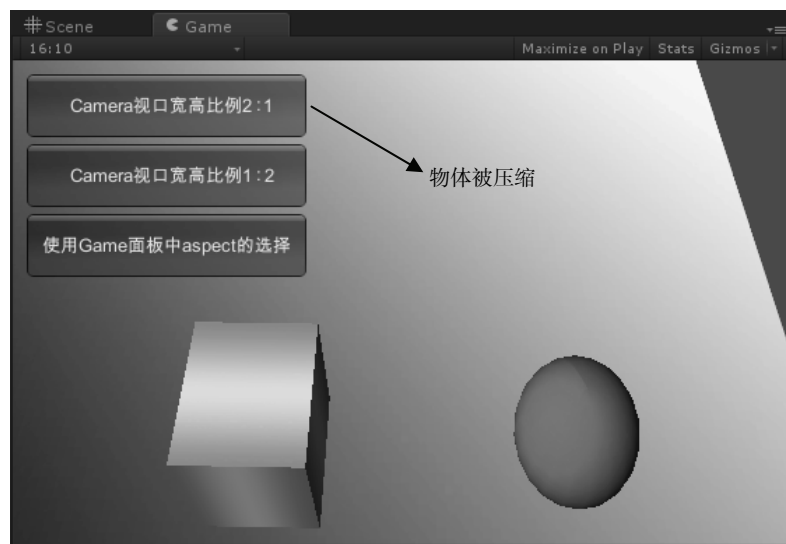 Scene
Game
16:10
Maximize on Play
Stats
Gizmos
Camera视口宽高比例2:1
物体被压缩
Camera视口宽高比例1:2
使用Game面板中aspect的选择